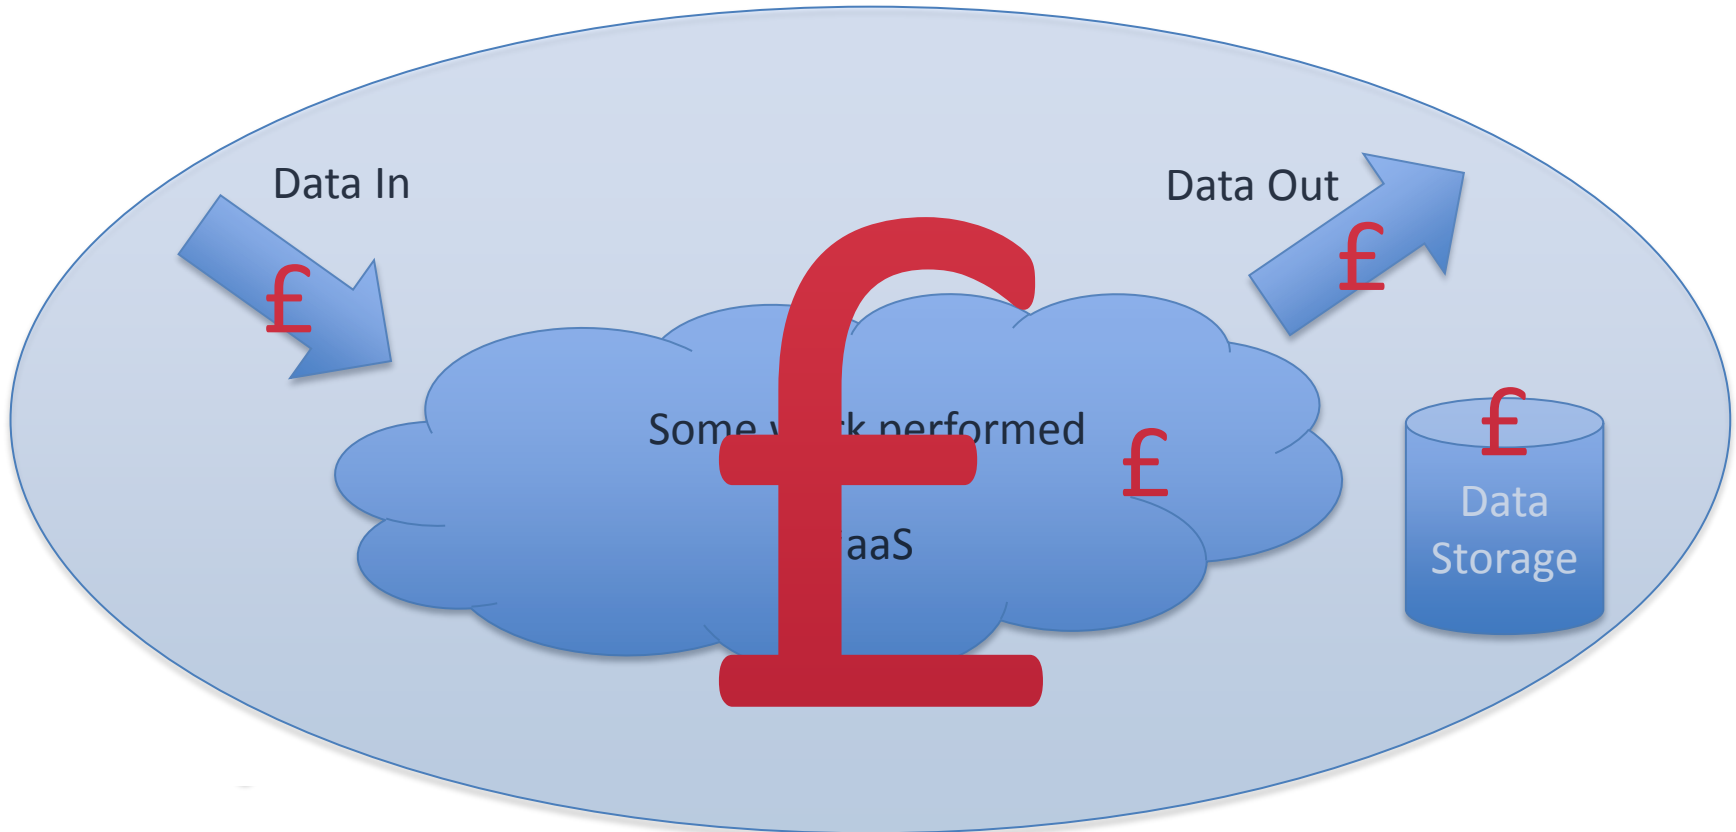 Data In
Data Out
£
£
£
Some performed
£
£
aaS
Data
Storage